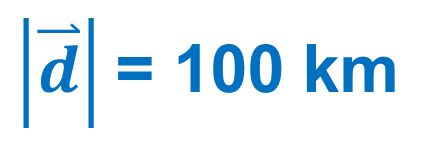 |d⃗| = 100 km